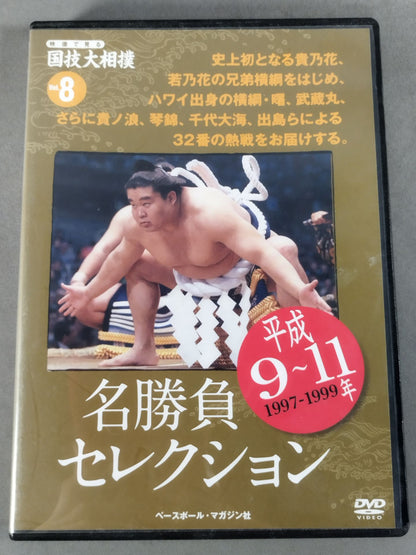 映像で見る
国技大相撲
Vol.8
史上初となる貴乃花、
若乃花の兄弟横綱をはじめ、
ハワイ出身の横綱・曙、武蔵丸、
さらに貴ノ浪、琴錦、千代大海、出島らによる
32番の熱戦をお届けする。
平成
9~11年
1997-1999
名勝負
セレクション
ベースボール・マガジン社
DVD
VIDEO